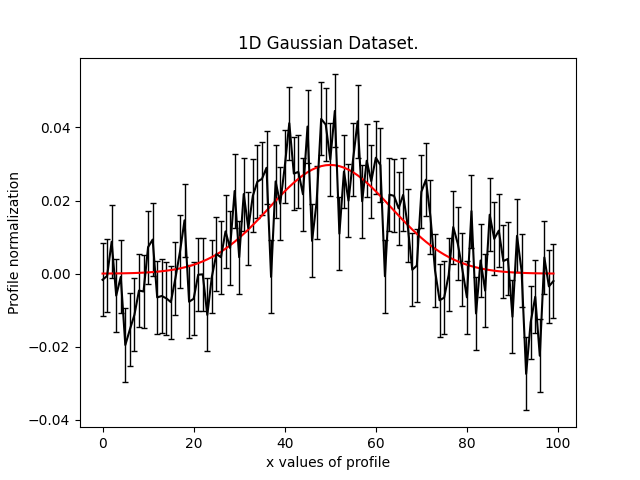 1D Gaussian Dataset.
Profile normalization
0.04
0.02
0.00
−0.02
−0.04
0 20 40 60 80 100
x values of profile